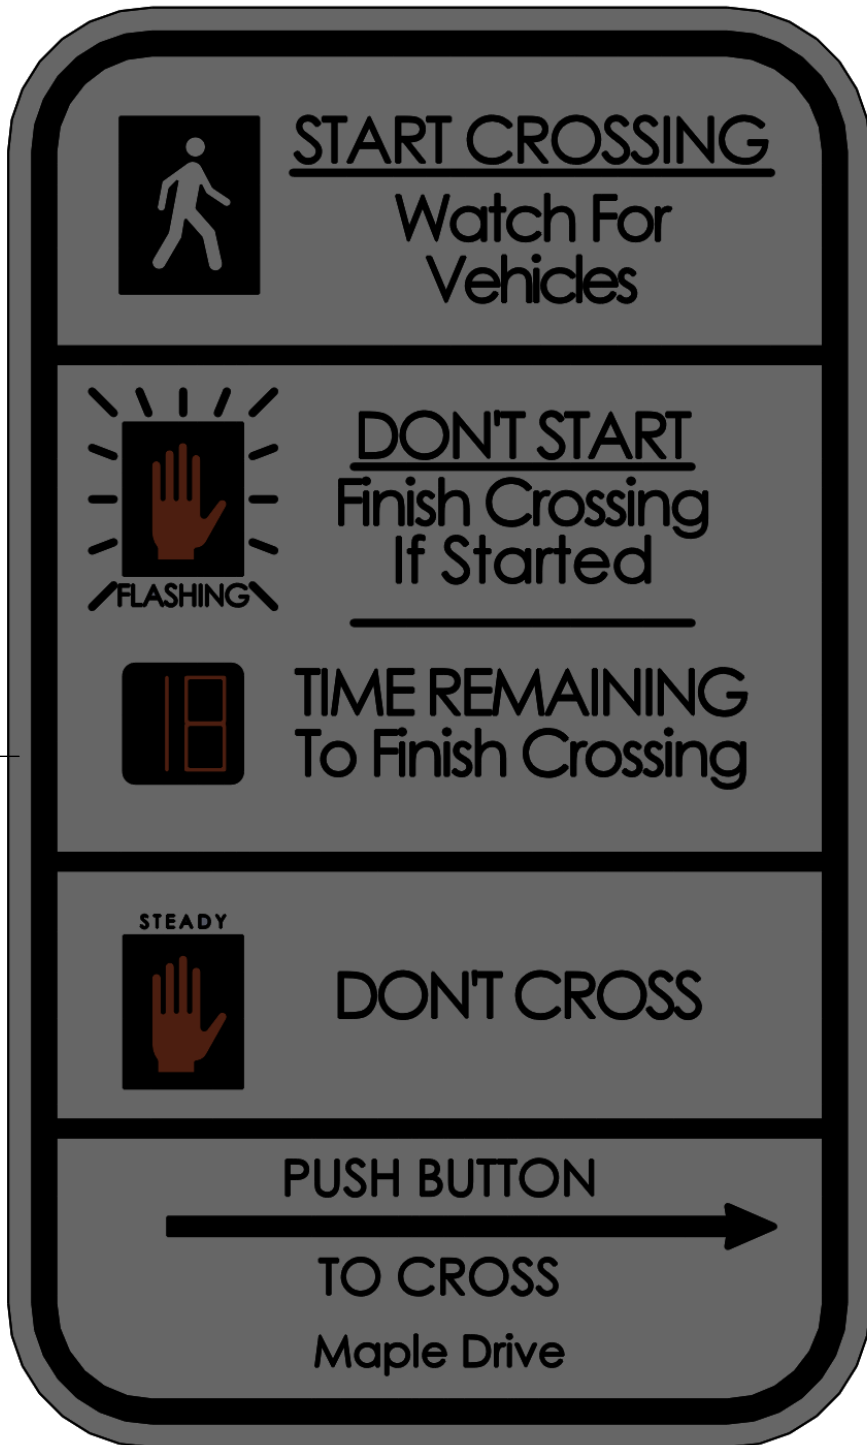 START CROSSING
Watch For
Vehicles
DON'T START
Finish Crossing
If Started
FLASHING
18
TIME REMAINING
To Finish Crossing
STEADY
DON'T CROSS
PUSH BUTTON
TO CROSS
Maple Drive